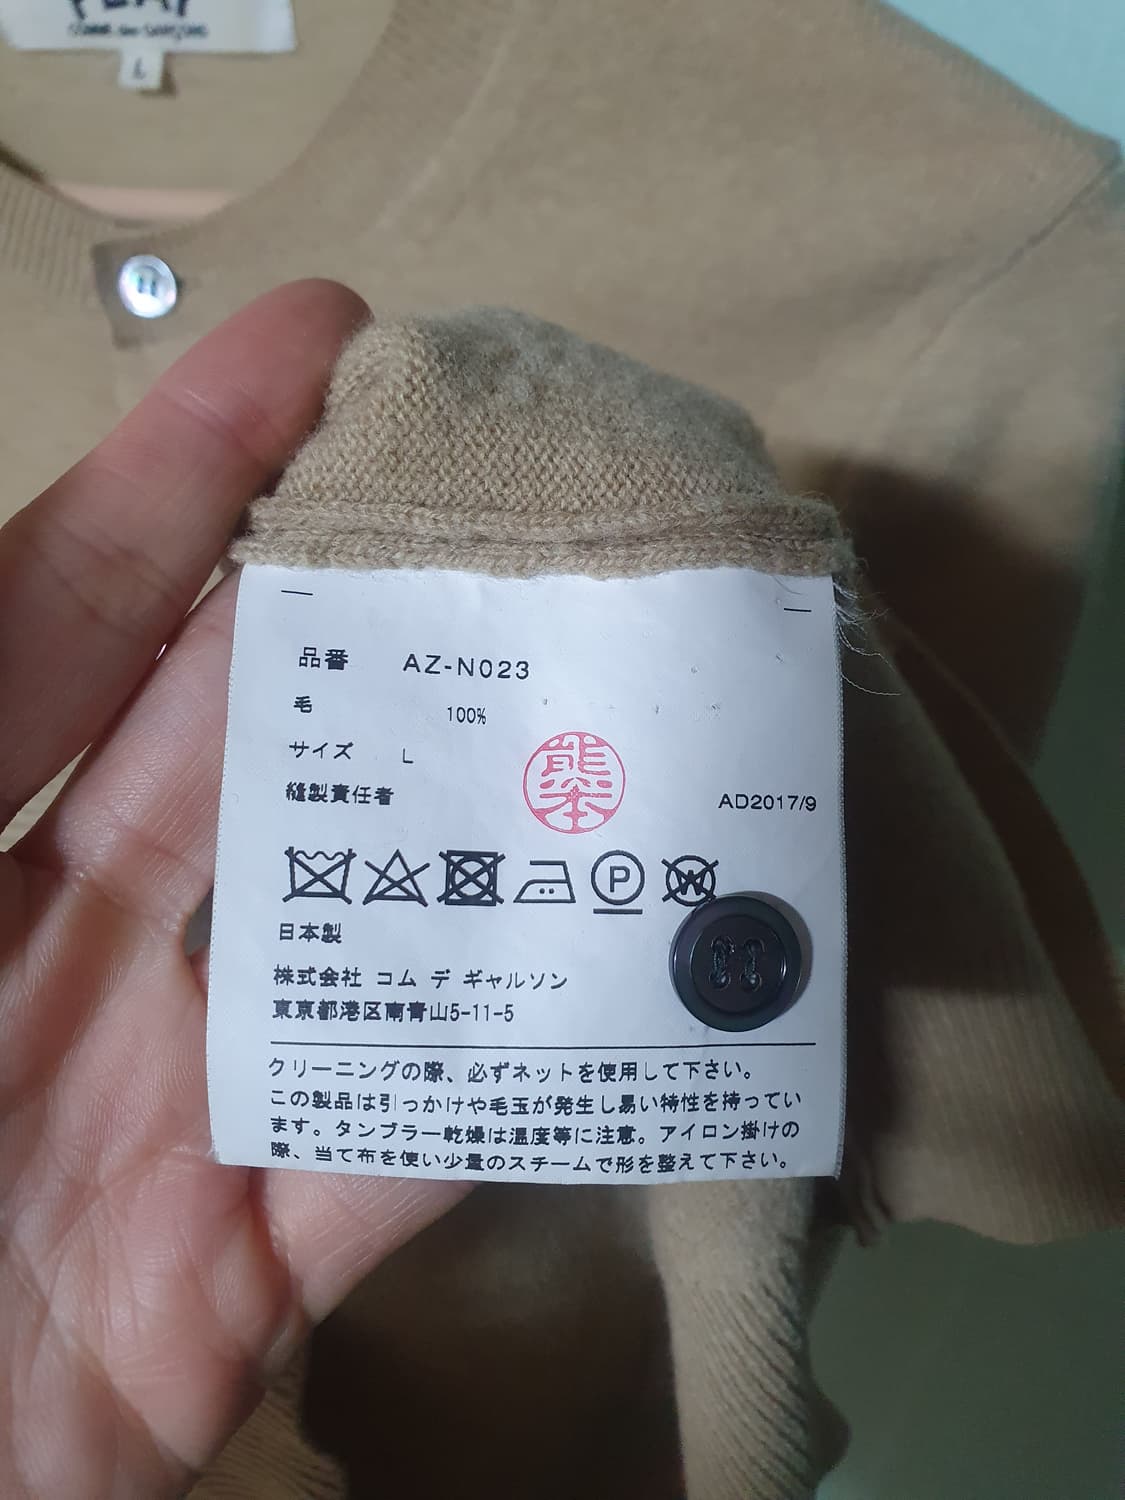 PLAY
COMME des GARÇONS
L
品番 AZ-N023
毛 100%
サイズ L
縫製責任者 熊本 AD2017/9
P W
日本製
株式会社 コム デ ギャルソン
東京都港区南青山5-11-5
クリーニングの際、必ずネットを使用して下さい。
この製品は引っかけや毛玉が発生し易い特性を持ってい
ます。タンブラー乾燥は温度等に注意。アイロン掛けの
際、当て布を使い少量のスチームで形を整えて下さい。